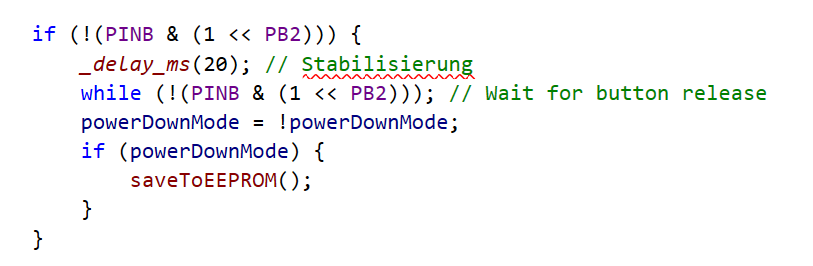 if (!(PINB & (1 << PB2))) {
    _delay_ms(20); // Stabilisierung
    while (!(PINB & (1 << PB2))); // Wait for button release
    powerDownMode = !powerDownMode;
    if (powerDownMode) {
        saveToEEPROM();
    }
}